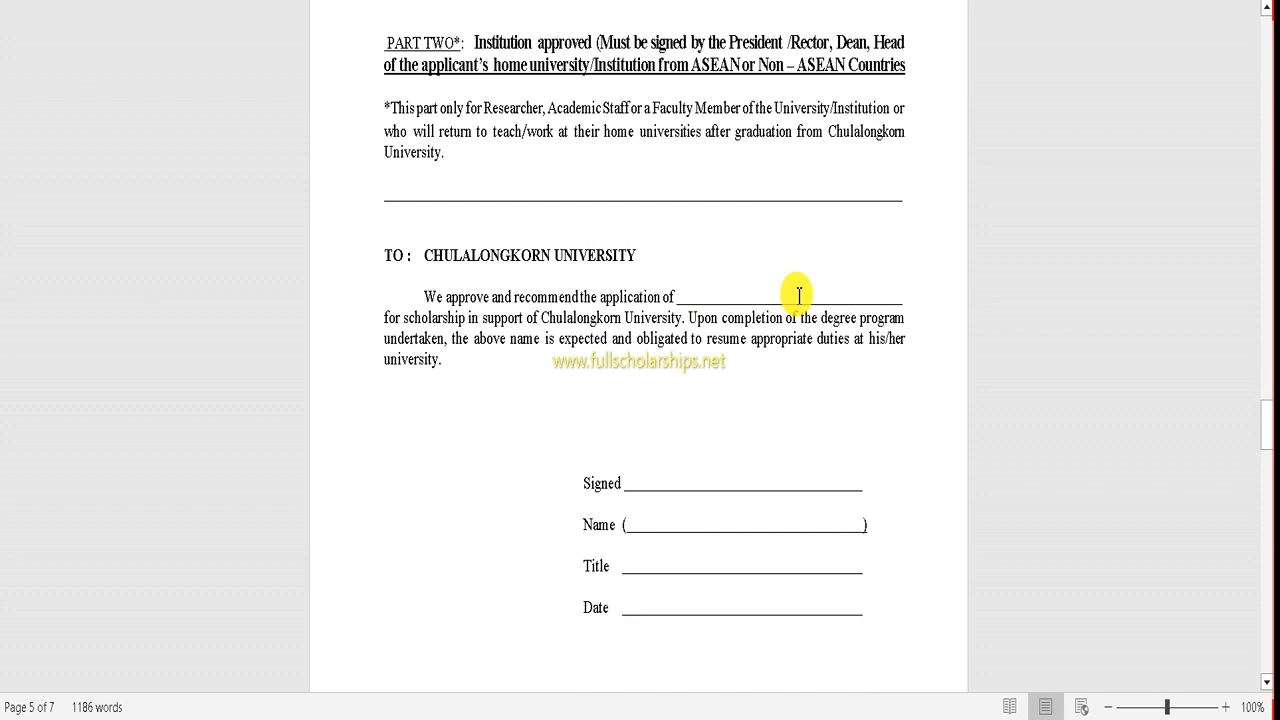 PART TWO*: Institution approved (Must be signed by the President /Rector, Dean, Head
of the applicant's home university/Institution from ASEAN or Non – ASEAN Countries
*This part only for Researcher, Academic Staff or a Faculty Member of the University/Institution or
who will return to teach/work at their home universities after graduation from Chulalongkorn
University.
TO : CHULALONGKORN UNIVERSITY
We approve and recommend the application of ______________________________
for scholarship in support of Chulalongkorn University. Upon completion of the degree program
undertaken, the above name is expected and obligated to resume appropriate duties at his/her
university.
www.fullscholarships.net
Signed ______________________________
Name (______________________________)
Title ______________________________
Date ______________________________
Page 5 of 7 1186 words 100%